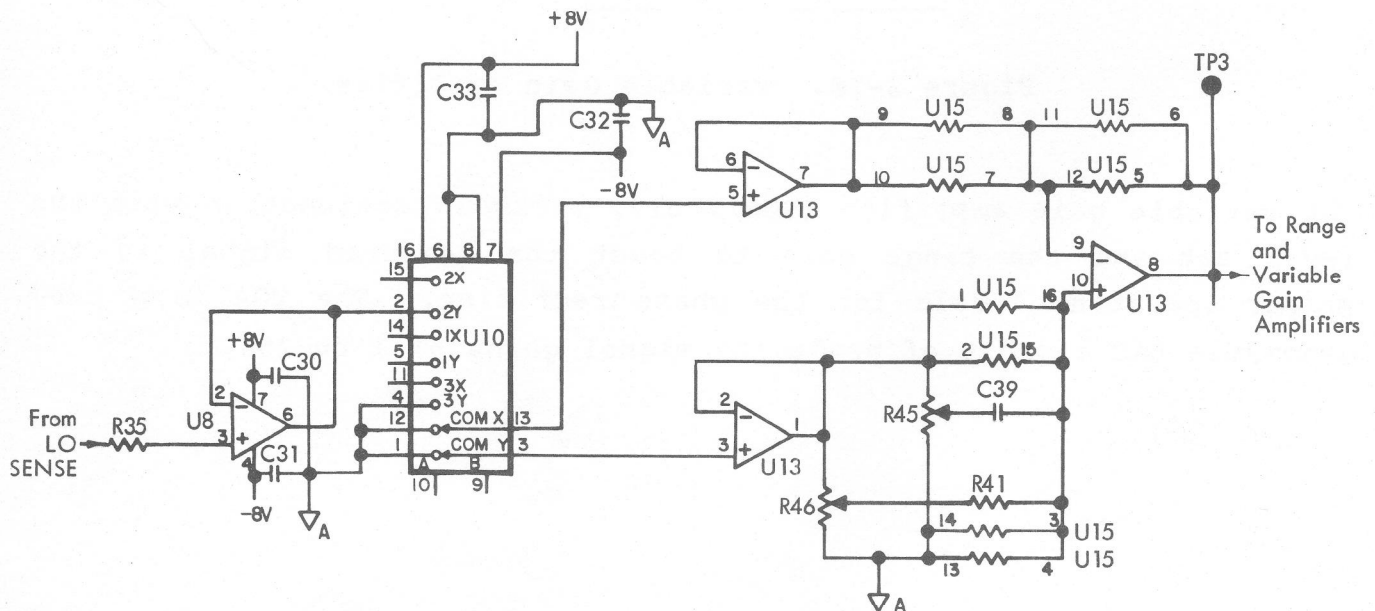 +8V
C33
C32
A
-8V
TP3
9 U15 8 11 U15 6
10 U15 7 12 U15 5
6
-
7
5
+
U13
16 6 8 7
15 2X
2 2Y
14 1X
U10
5 1Y
11 3X
4 3Y
12 COM X 13
1 COM Y 3
A B
10 9
+8V
C30
2
-
7
U8
6
From
LO
SENSE
R35
3
+
4
C31
-8V
A
9
-
8
10
+
U13
To Range
and
Variable
Gain
Amplifiers
1 U15 16
2 U15 15
R45
C39
2
-
1
3
+
U13
R46
R41
14 3 U15
13 4 U15
A